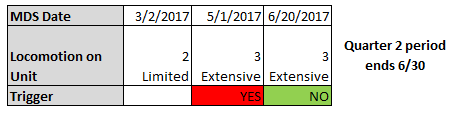 MDS Date 3/2/2017 5/1/2017 6/20/2017
Locomotion on Unit 2 Limited 3 Extensive 3 Extensive
Trigger YES NO
Quarter 2 period
ends 6/30